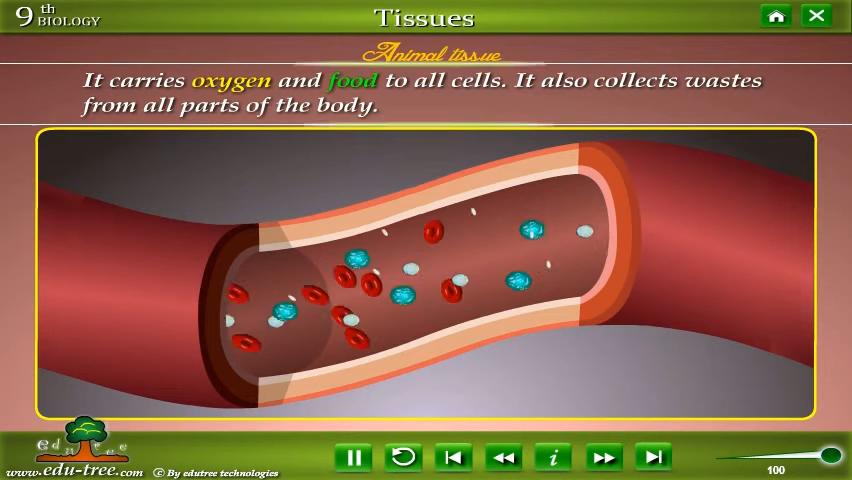 9th BIOLOGY
Tissues
Animal tissue
It carries oxygen and food to all cells. It also collects wastes
from all parts of the body.
edutree
www.edu-tree.com © By edutree technologies
i
100